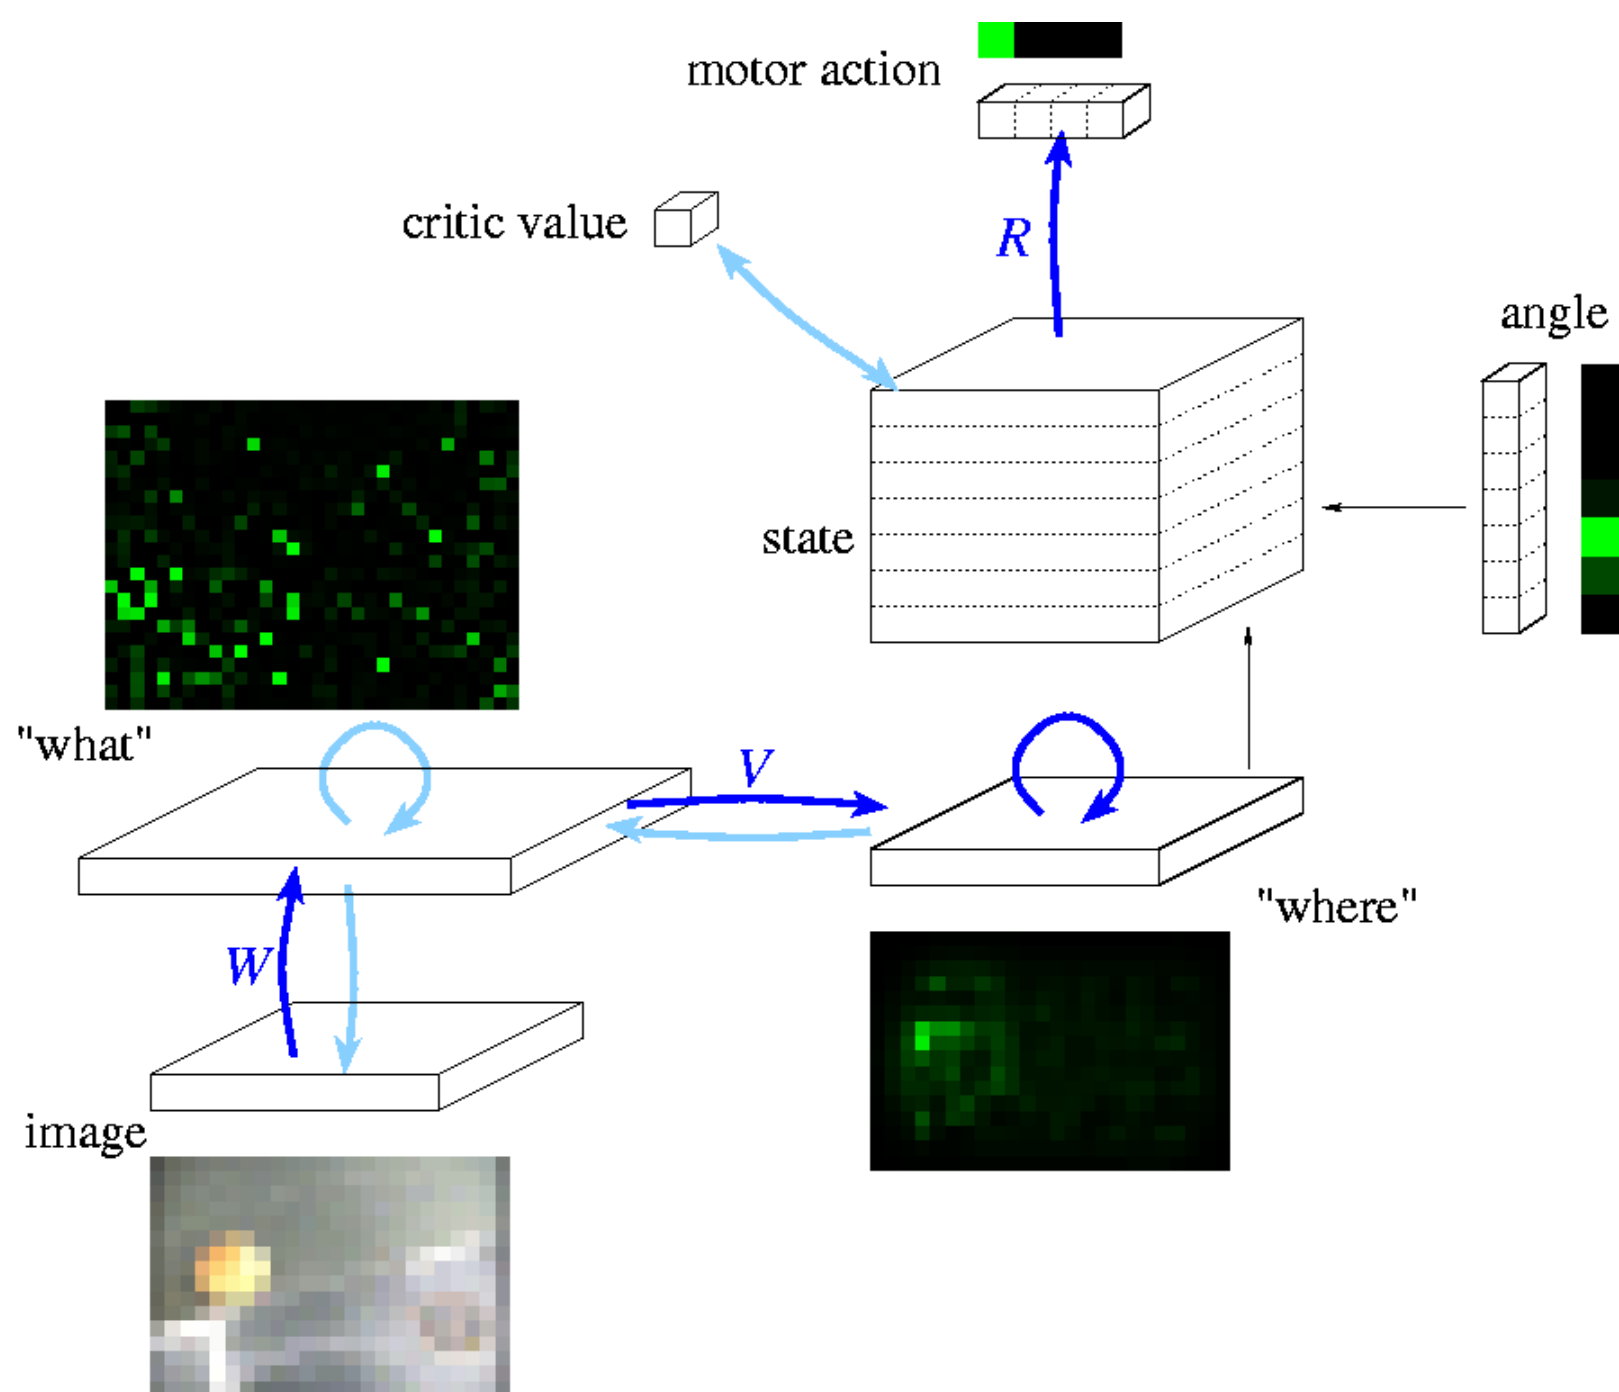 motor action
critic value
R
angle
state
"what"
V
"where"
W
image